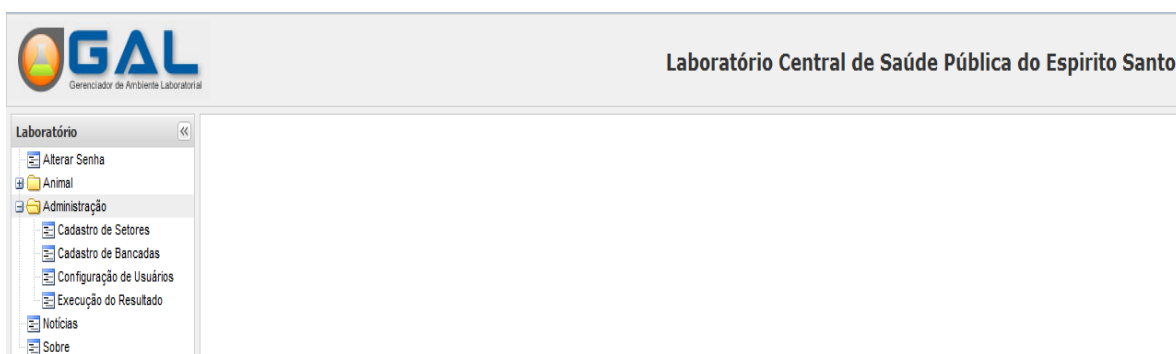 GAL
Gerenciador de Ambiente Laboratorial
Laboratório Central de Saúde Pública do Espirito Santo
Laboratório
Alterar Senha
Animal
Administração
Cadastro de Setores
Cadastro de Bancadas
Configuração de Usuários
Execução do Resultado
Notícias
Sobre